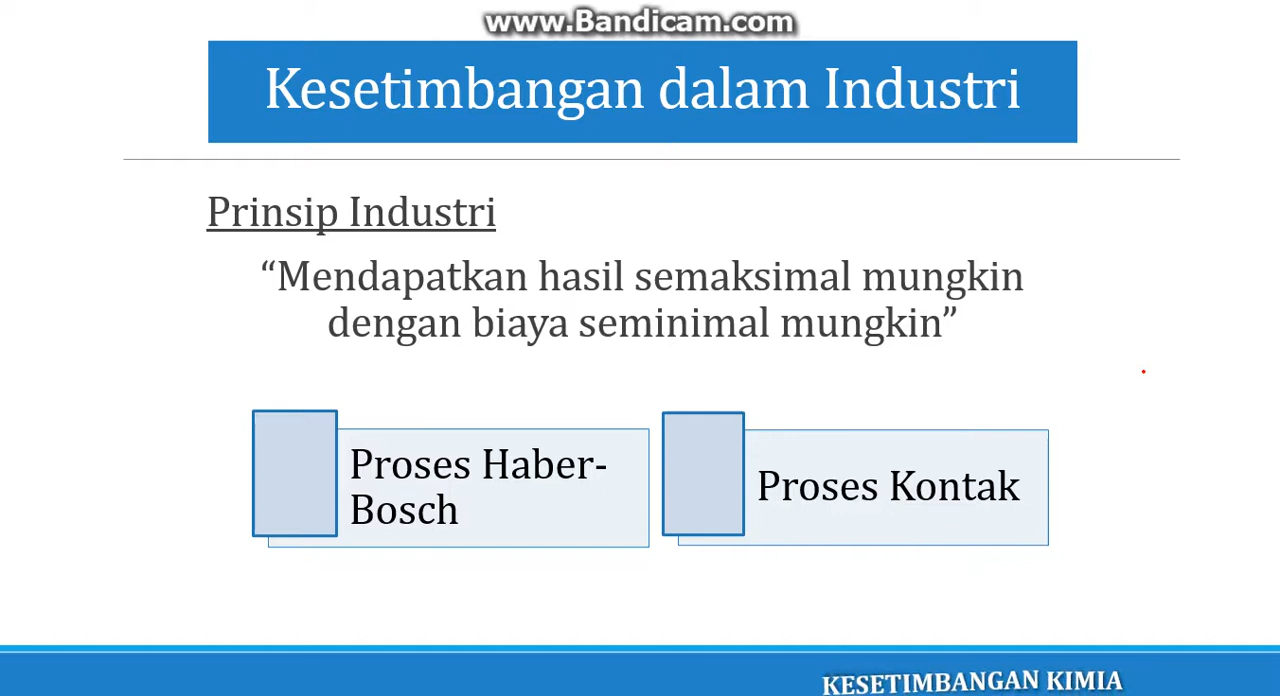 www.Bandicam.com
Kesetimbangan dalam Industri
Prinsip Industri
“Mendapatkan hasil semaksimal mungkin
dengan biaya seminimal mungkin”
Proses Haber-
Bosch
Proses Kontak
KESETIMBANGAN KIMIA